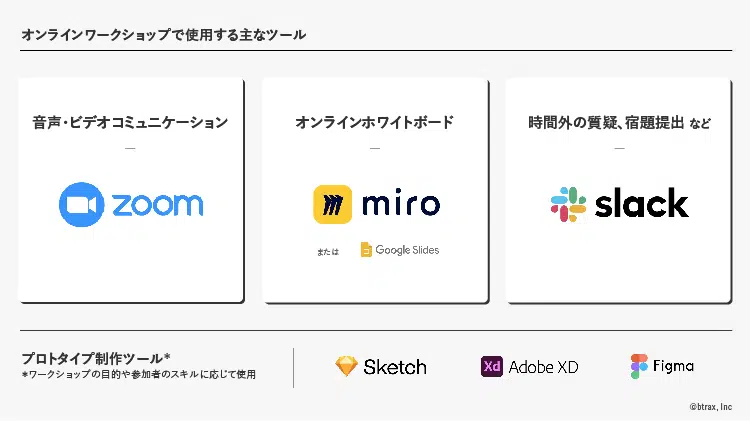 オンラインワークショップで使用する主なツール
音声・ビデオコミュニケーション
zoom
オンラインホワイトボード
miro
または
Google Slides
時間外の質疑、宿題提出 など
slack
プロトタイプ制作ツール*
*ワークショップの目的や参加者のスキルに応じて使用
Sketch
Xd Adobe XD
Figma
@btrax, Inc